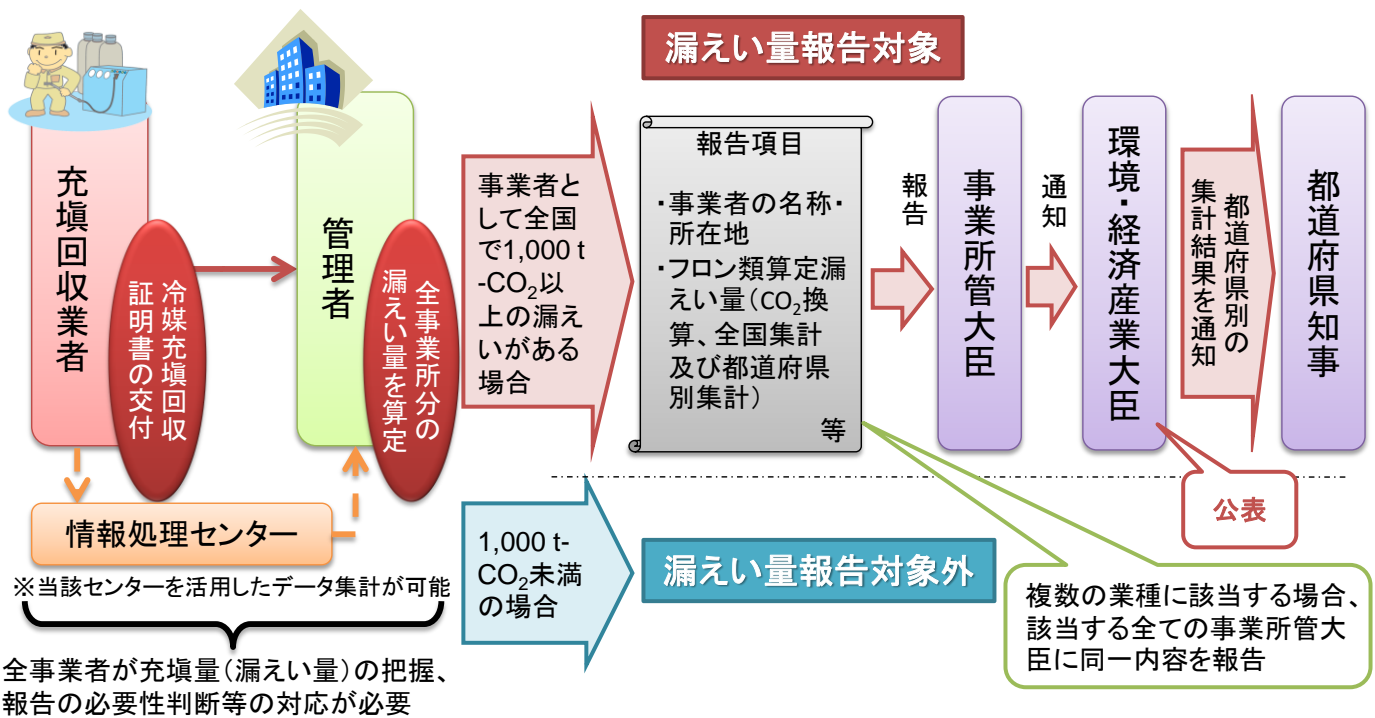 漏えい量報告対象
充塡回収業者
冷媒充塡回収
証明書の交付
管理者
全事業所分の
漏えい量を算定
情報処理センター
※当該センターを活用したデータ集計が可能
全事業者が充塡量（漏えい量）の把握、
報告の必要性判断等の対応が必要
事業者と
して全国
で1,000 t
-CO₂以
上の漏え
いがある
場合
報告項目
・事業者の名称・
所在地
・フロン類算定漏
えい量（CO₂換
算、全国集計
及び都道府県
別集計）
等
報告
事業所管大臣
通知
環境・経済産業大臣
都道府県別の
集計結果を通知
都道府県知事
公表
1,000 t-
CO₂未満
の場合
漏えい量報告対象外
複数の業種に該当する場合、
該当する全ての事業所管大
臣に同一内容を報告